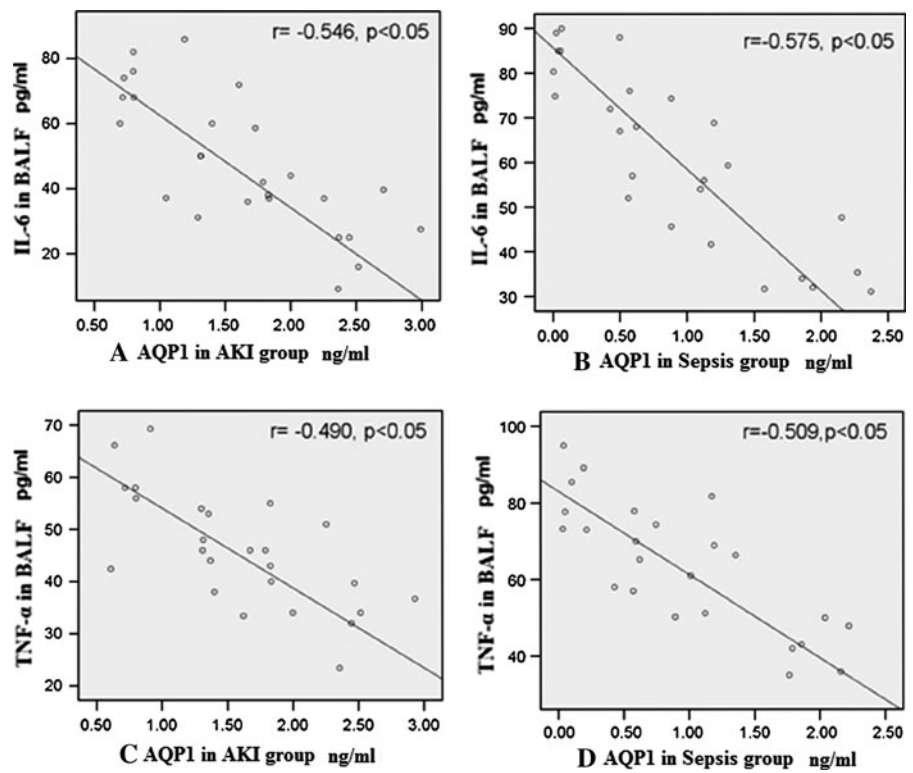 r= -0.546, p<0.05
80
60
40
20
IL-6 in BALF pg/ml
0.50 1.00 1.50 2.00 2.50 3.00
A AQP1 in AKI group ng/ml
r=-0.575, p<0.05
90
80
70
60
50
40
30
IL-6 in BALF pg/ml
0.00 0.50 1.00 1.50 2.00 2.50
B AQP1 in Sepsis group ng/ml
r= -0.490, p<0.05
70
60
50
40
30
20
TNF-α in BALF pg/ml
0.50 1.00 1.50 2.00 2.50 3.00
C AQP1 in AKI group ng/ml
r=-0.509,p<0.05
100
80
60
40
TNF-α in BALF pg/ml
0.00 0.50 1.00 1.50 2.00 2.50
D AQP1 in Sepsis group ng/ml